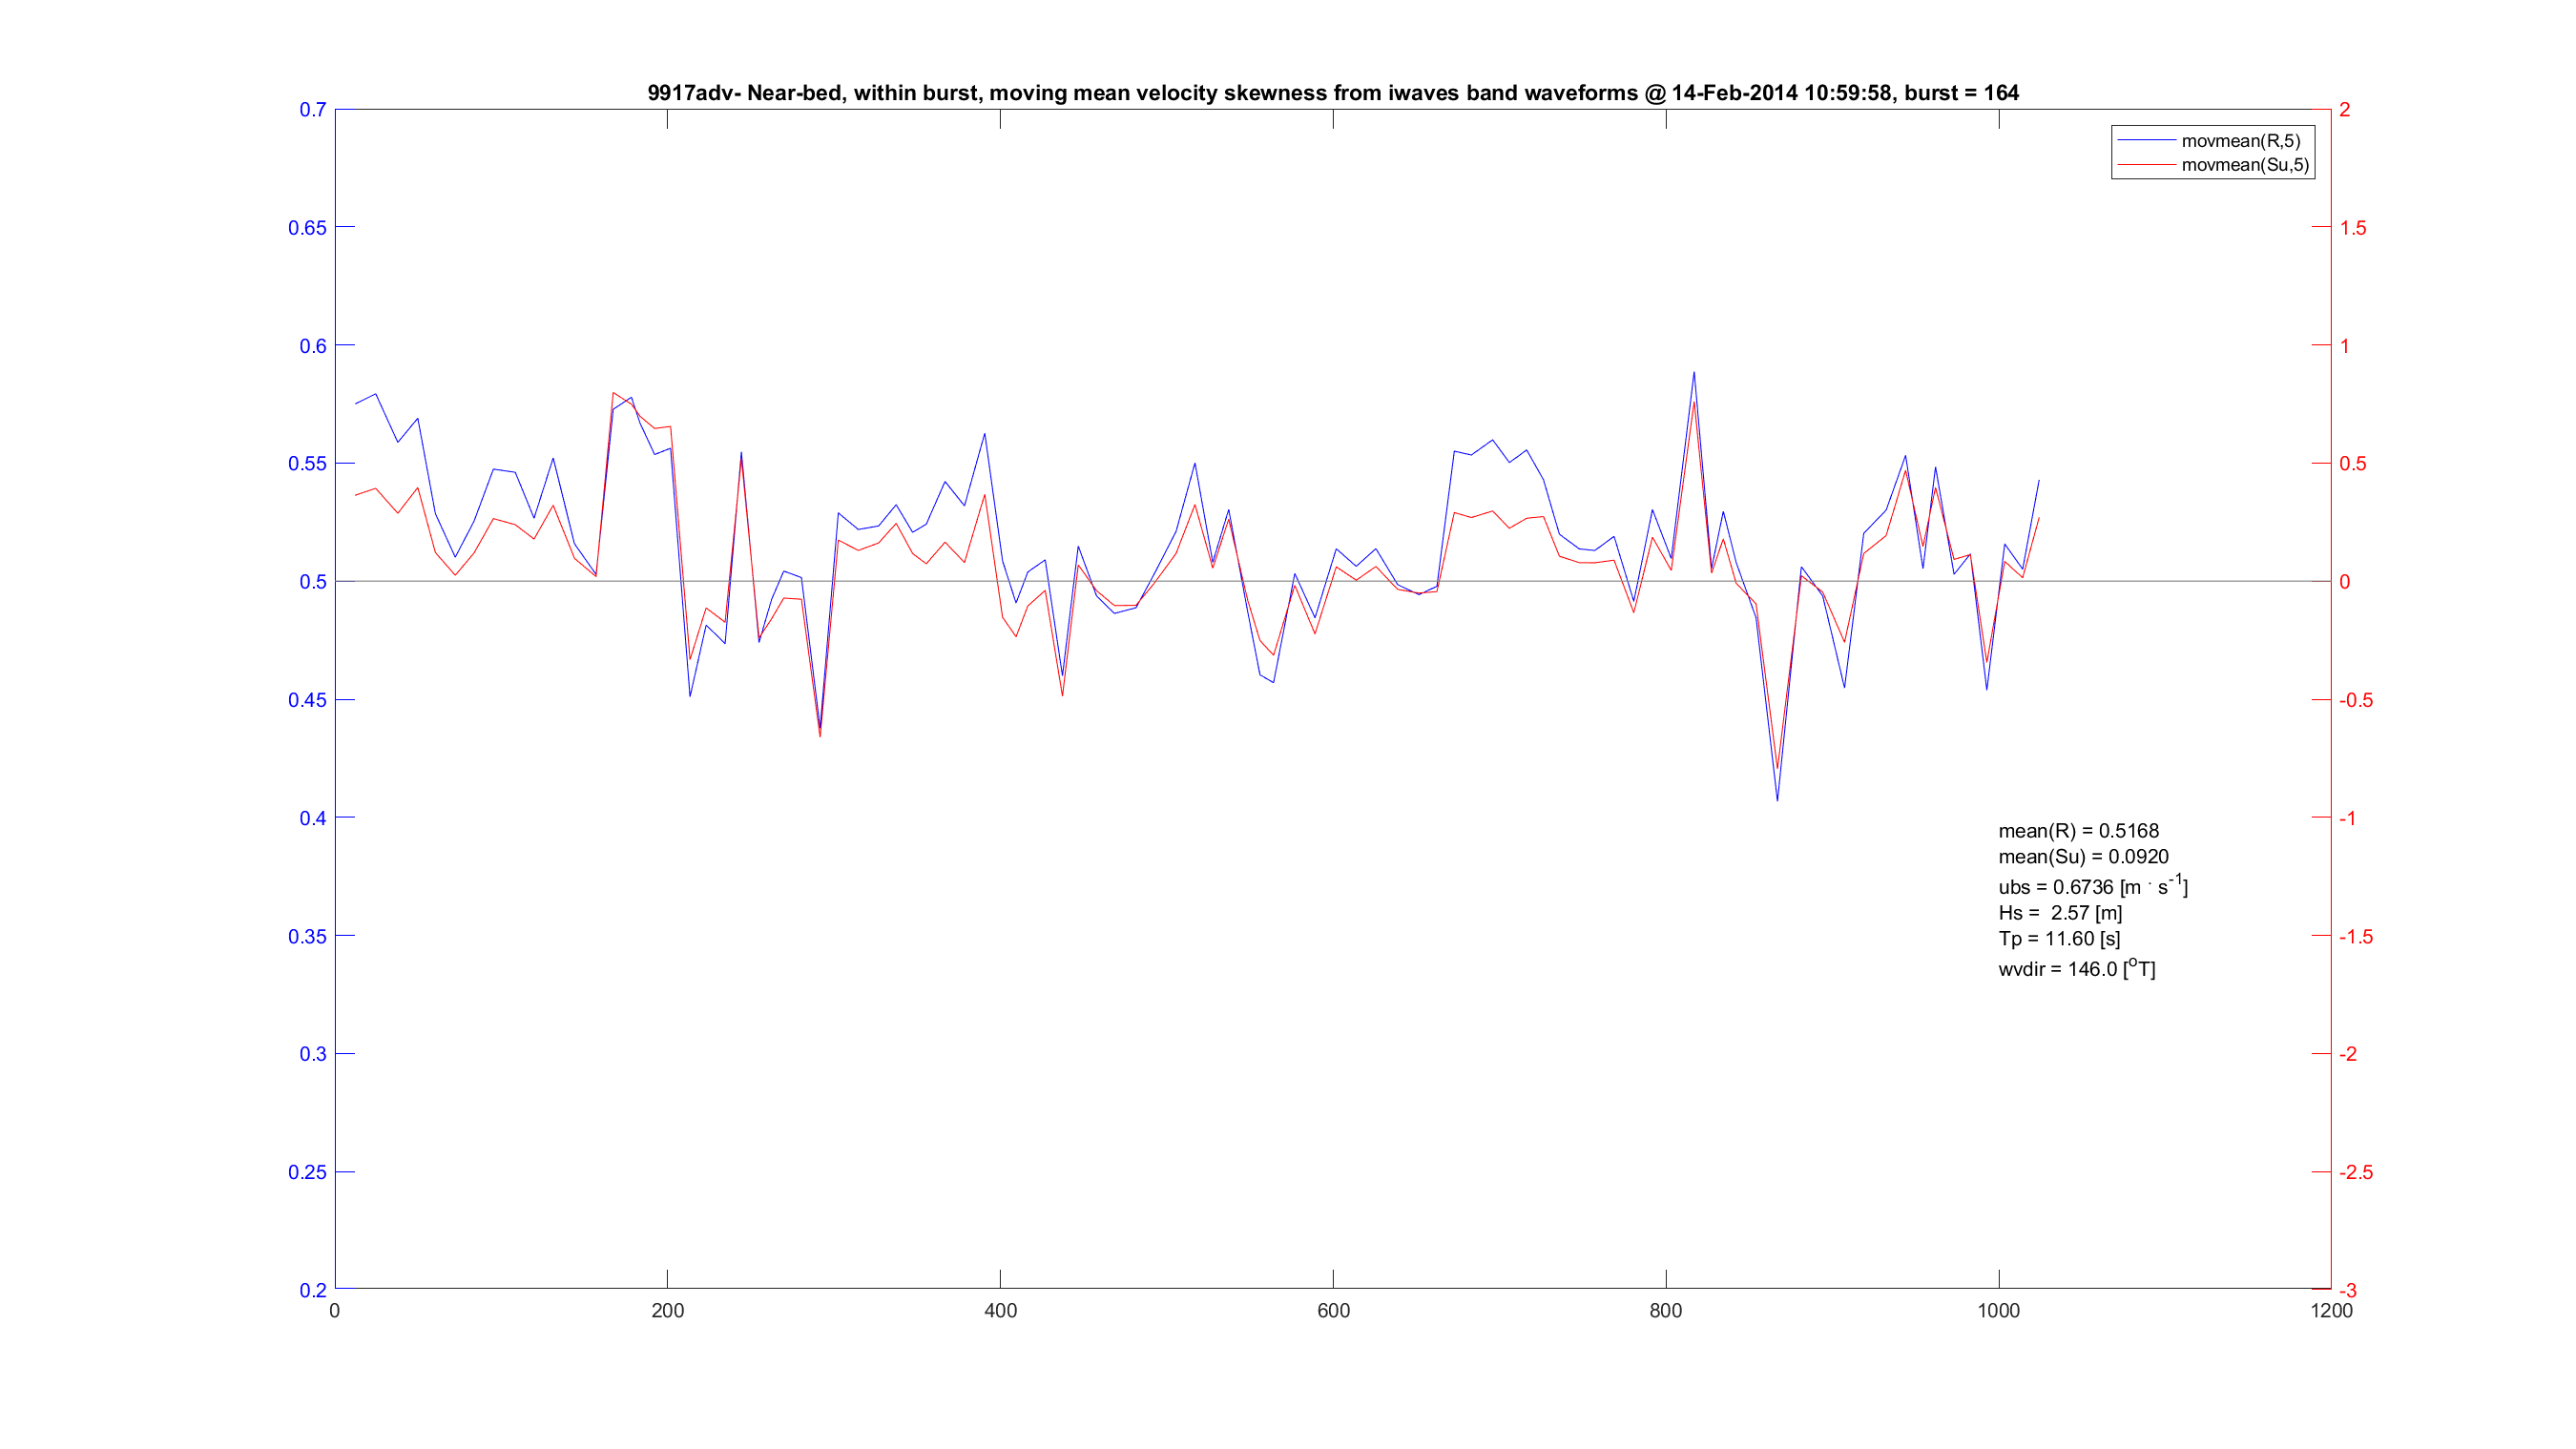 9917adv- Near-bed, within burst, moving mean velocity skewness from iwaves band waveforms @ 14-Feb-2014 10:59:58, burst = 164
0.7
0.65
0.6
0.55
0.5
0.45
0.4
0.35
0.3
0.25
0.2
2
1.5
1
0.5
0
-0.5
-1
-1.5
-2
-2.5
-3
movmean(R,5)
movmean(Su,5)
mean(R) = 0.5168
mean(Su) = 0.0920
ubs = 0.6736 [m · s-1]
Hs = 2.57 [m]
Tp = 11.60 [s]
wvdir = 146.0 [oT]
0 200 400 600 800 1000 1200